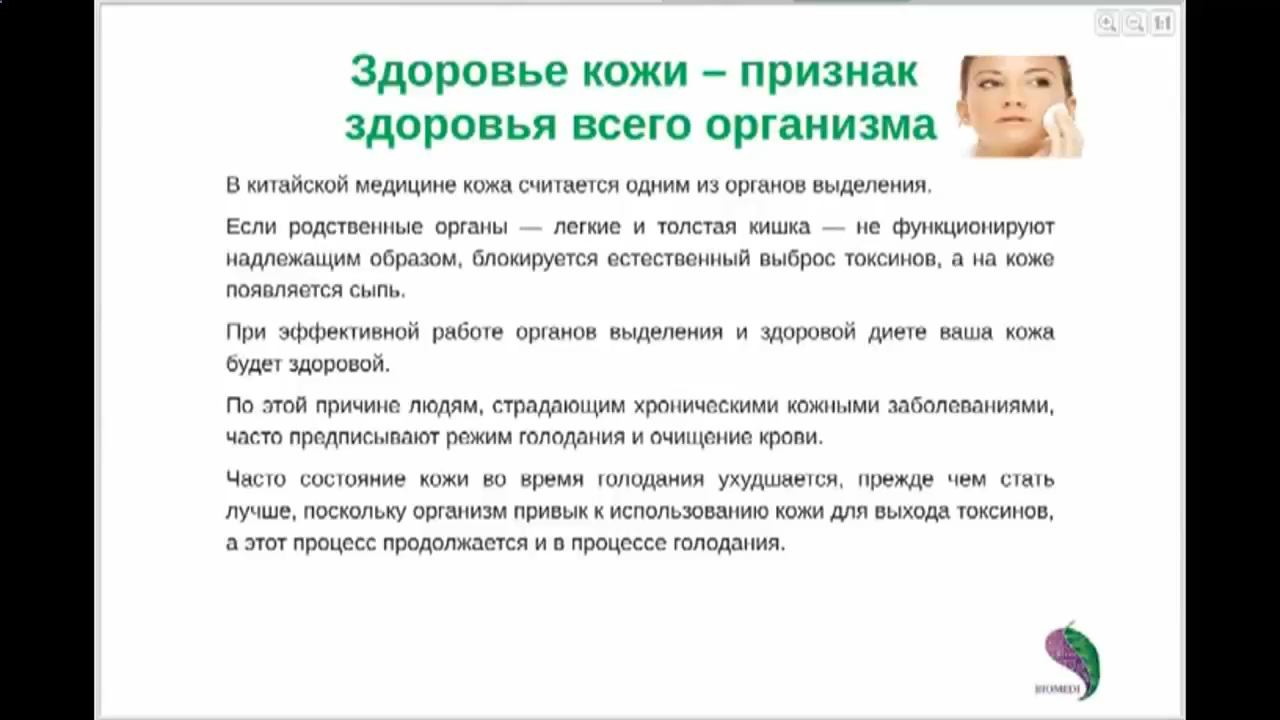 1:1
Здоровье кожи – признак
здоровья всего организма
В китайской медицине кожа считается одним из органов выделения.
Если родственные органы — легкие и толстая кишка — не функционируют
надлежащим образом, блокируется естественный выброс токсинов, а на коже
появляется сыпь.
При эффективной работе органов выделения и здоровой диете ваша кожа
будет здоровой.
По этой причине людям, страдающим хроническими кожными заболеваниями,
часто предписывают режим голодания и очищение крови.
Часто состояние кожи во время голодания ухудшается, прежде чем стать
лучше, поскольку организм привык к использованию кожи для выхода токсинов,
а этот процесс продолжается и в процессе голодания.
BIOMEDI